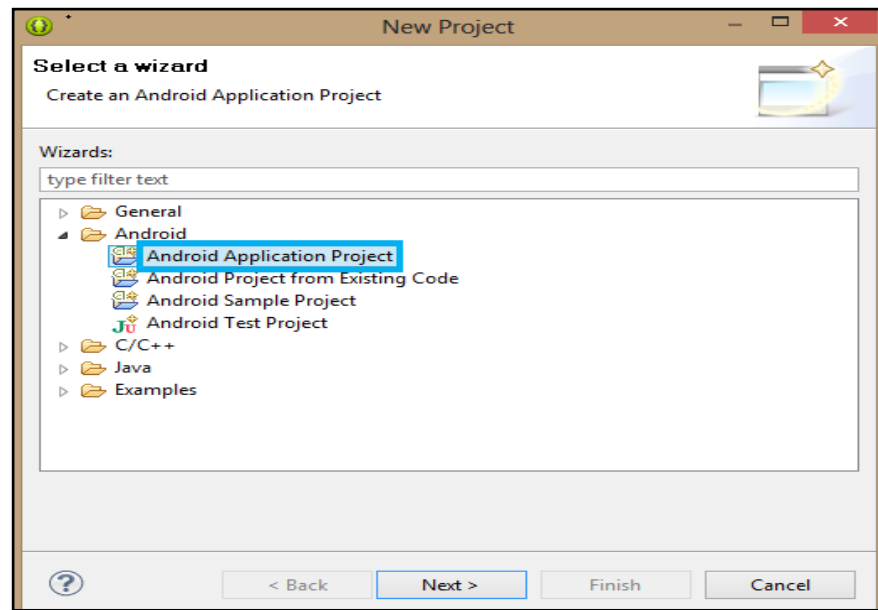 New Project
Select a wizard
Create an Android Application Project
Wizards:
type filter text
General
Android
Android Application Project
Android Project from Existing Code
Android Sample Project
Android Test Project
C/C++
Java
Examples
< Back Next > Finish Cancel